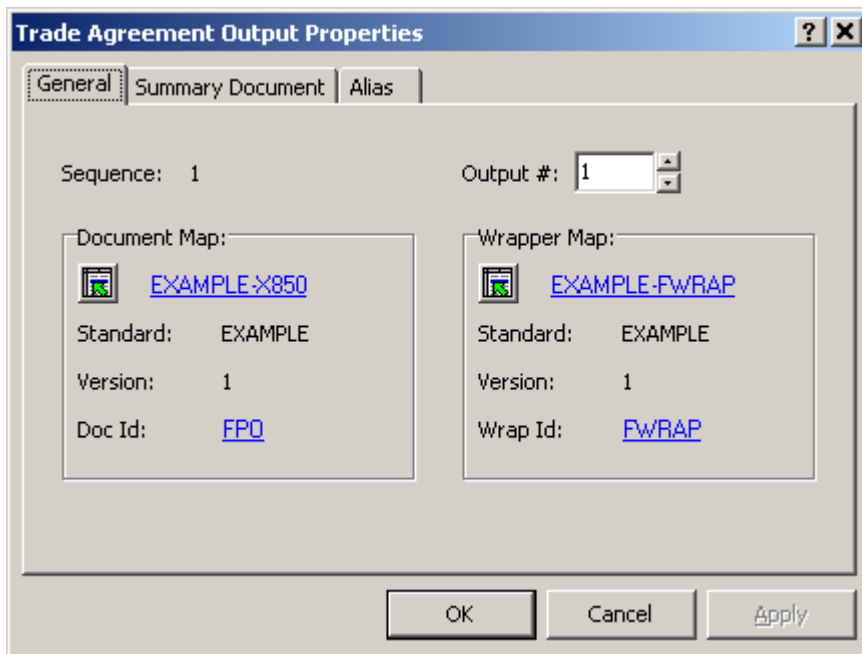 Trade Agreement Output Properties
General Summary Document Alias
Sequence: 1 Output #: 1
Document Map: Wrapper Map:
EXAMPLE-X850 EXAMPLE-FWRAP
Standard: EXAMPLE Standard: EXAMPLE
Version: 1 Version: 1
Doc Id: FPO Wrap Id: FWRAP
OK Cancel Apply